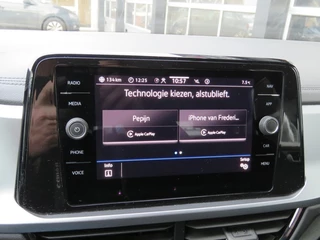 RADIO
MEDIA
PHONE
VOICE
NAV
APP
CAR
MENU
134km 12:25 10:57 7.5°C
Technologie kiezen, alstublieft.
Pepijn
iPhone van Frederi...
Apple CarPlay
Apple CarPlay
Info
Setup